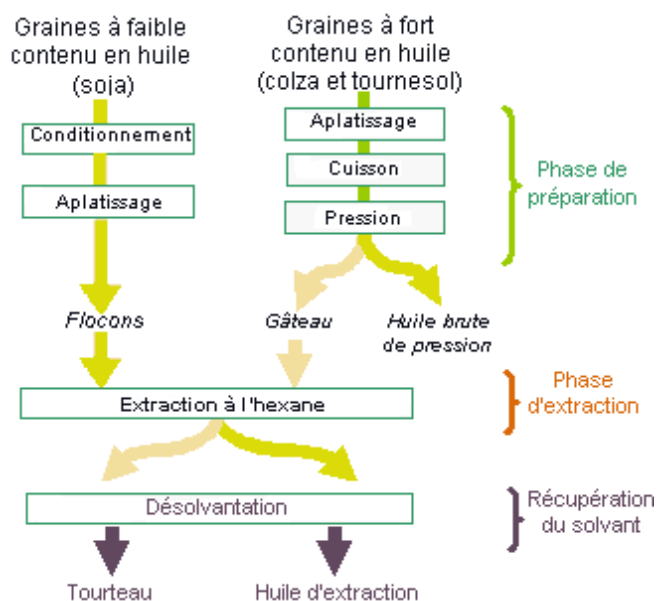 Graines à faible
contenu en huile
(soja)
Graines à fort
contenu en huile
(colza et tournesol)
Conditionnement
Aplatissage
Aplatissage
Cuisson
Pression
Phase de
préparation
Flocons
Gâteau
Huile brute
de pression
Extraction à l'hexane
Phase
d'extraction
Désolvantation
Récupération
du solvant
Tourteau
Huile d'extraction